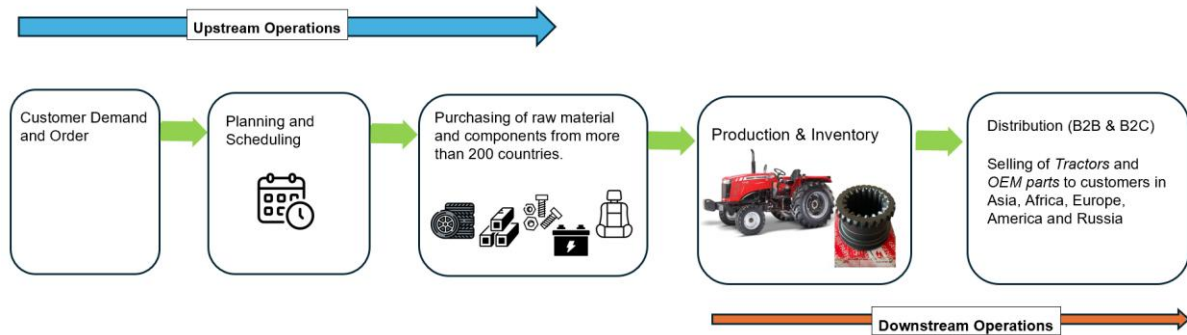 Upstream Operations
Customer Demand
and Order
Planning and
Scheduling
Purchasing of raw material
and components from more
than 200 countries.
Production & Inventory
Distribution (B2B & B2C)
Selling of Tractors and
OEM parts to customers in
Asia, Africa, Europe,
America and Russia
Downstream Operations